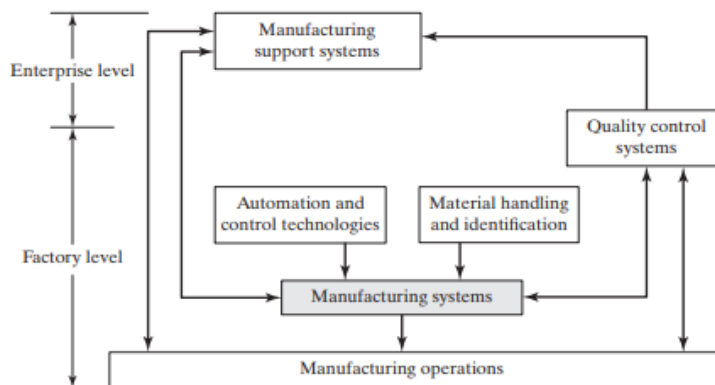 Manufacturing
support systems
Enterprise level
Quality control
systems
Automation and
control technologies
Material handling
and identification
Factory level
Manufacturing systems
Manufacturing operations